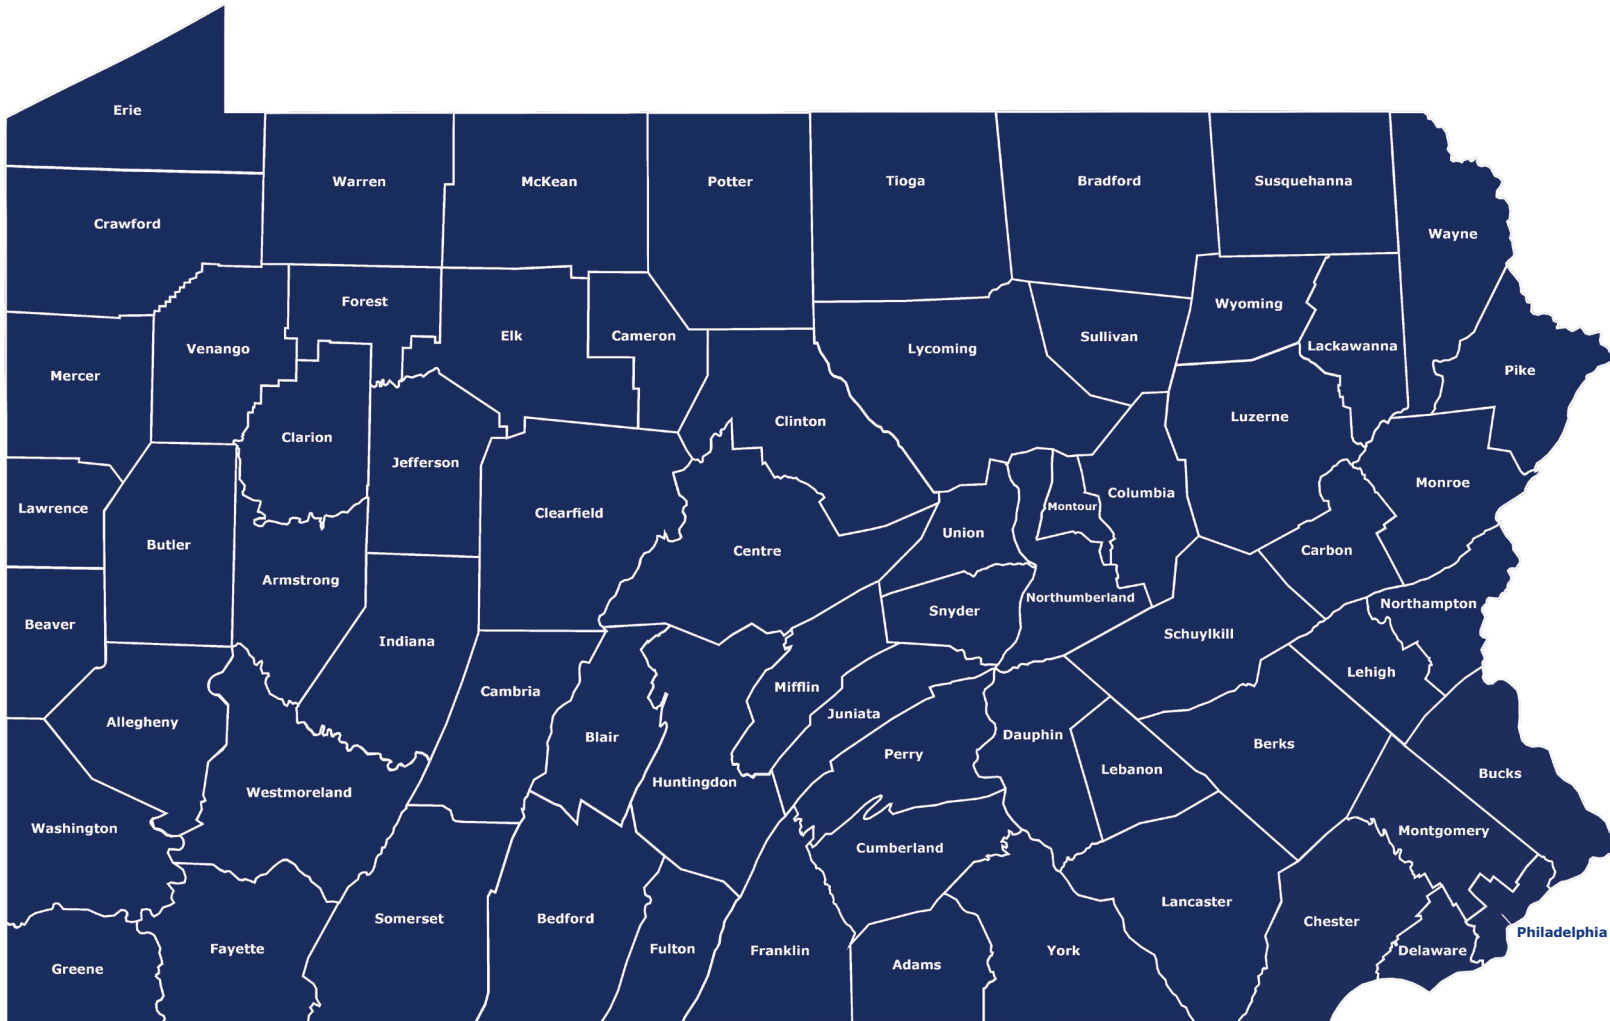 Erie
Warren
McKean
Potter
Tioga
Bradford
Susquehanna
Crawford
Wayne
Forest
Wyoming
Elk
Cameron
Sullivan
Lackawanna
Venango
Lycoming
Mercer
Pike
Luzerne
Clinton
Clarion
Jefferson
Monroe
Columbia
Lawrence
Montour
Clearfield
Union
Butler
Centre
Carbon
Armstrong
Northumberland
Northampton
Snyder
Beaver
Schuylkill
Indiana
Lehigh
Mifflin
Cambria
Juniata
Allegheny
Dauphin
Blair
Berks
Perry
Lebanon
Bucks
Huntingdon
Westmoreland
Washington
Montgomery
Cumberland
Lancaster
Somerset
Bedford
Chester
Philadelphia
Fayette
Fulton
Franklin
York
Delaware
Adams
Greene